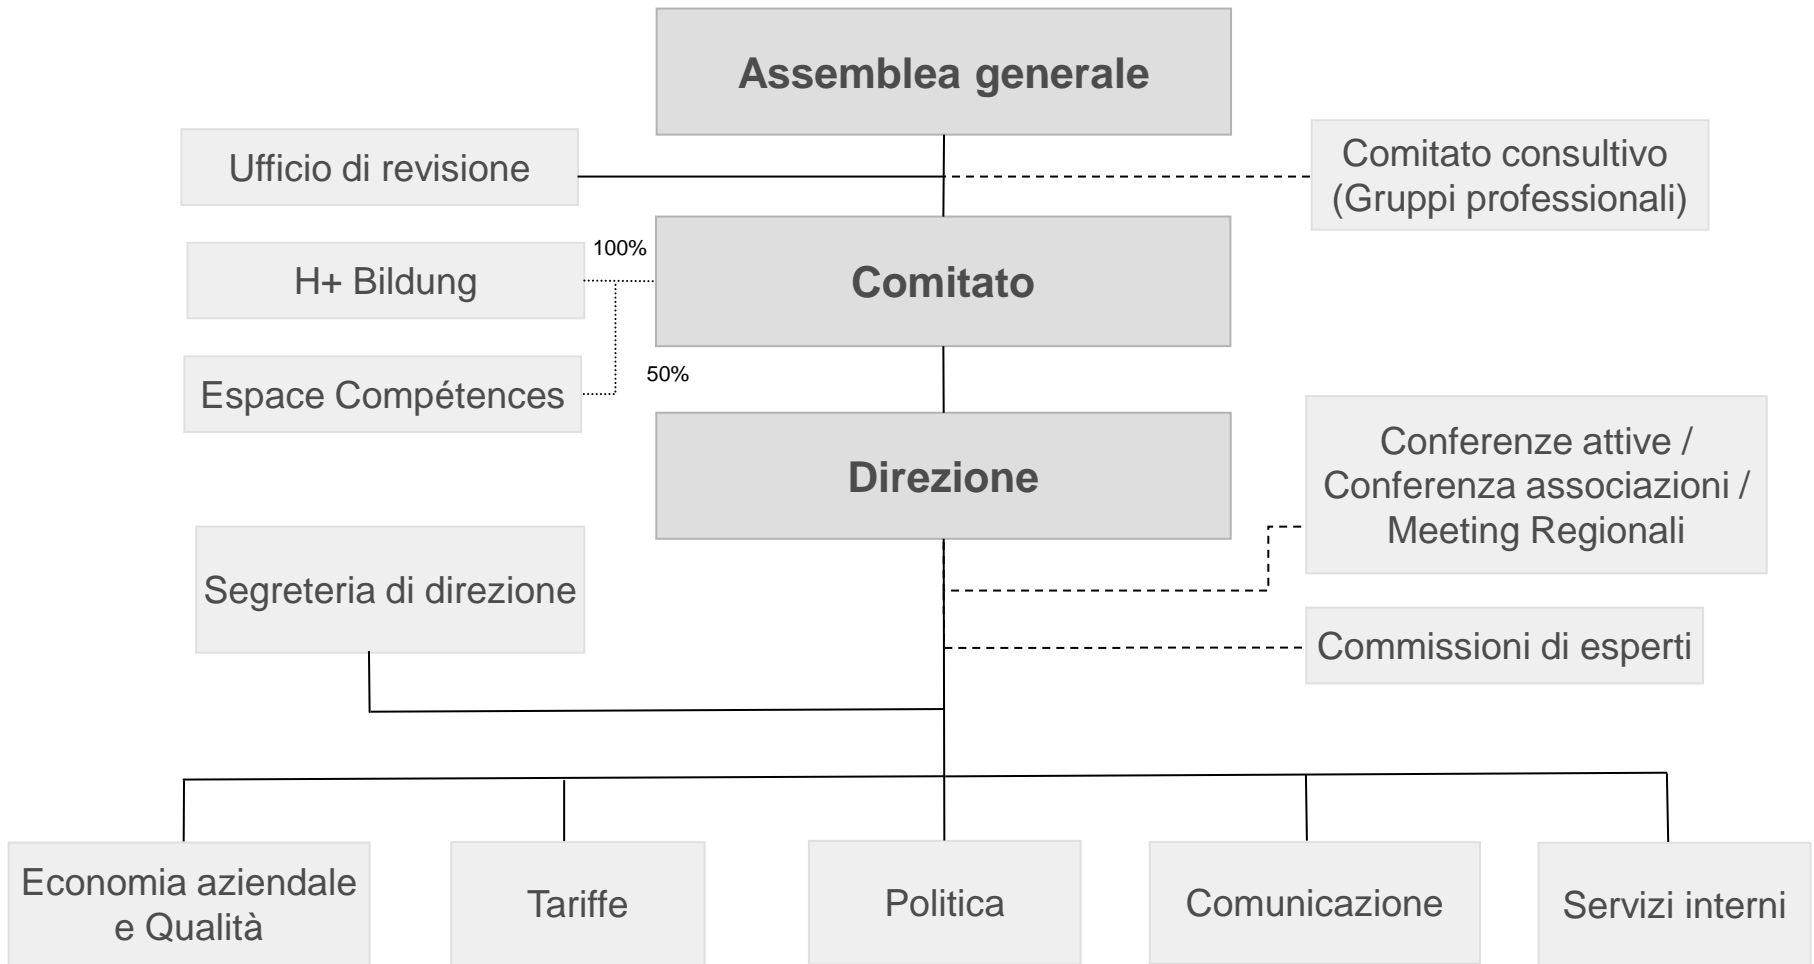 Assemblea generale
Ufficio di revisione
Comitato consultivo
(Gruppi professionali)
H+ Bildung
100%
Comitato
Espace Compétences
50%
Direzione
Conferenze attive /
Conferenza associazioni /
Meeting Regionali
Segreteria di direzione
Commissioni di esperti
Economia aziendale
e Qualità
Tariffe
Politica
Comunicazione
Servizi interni